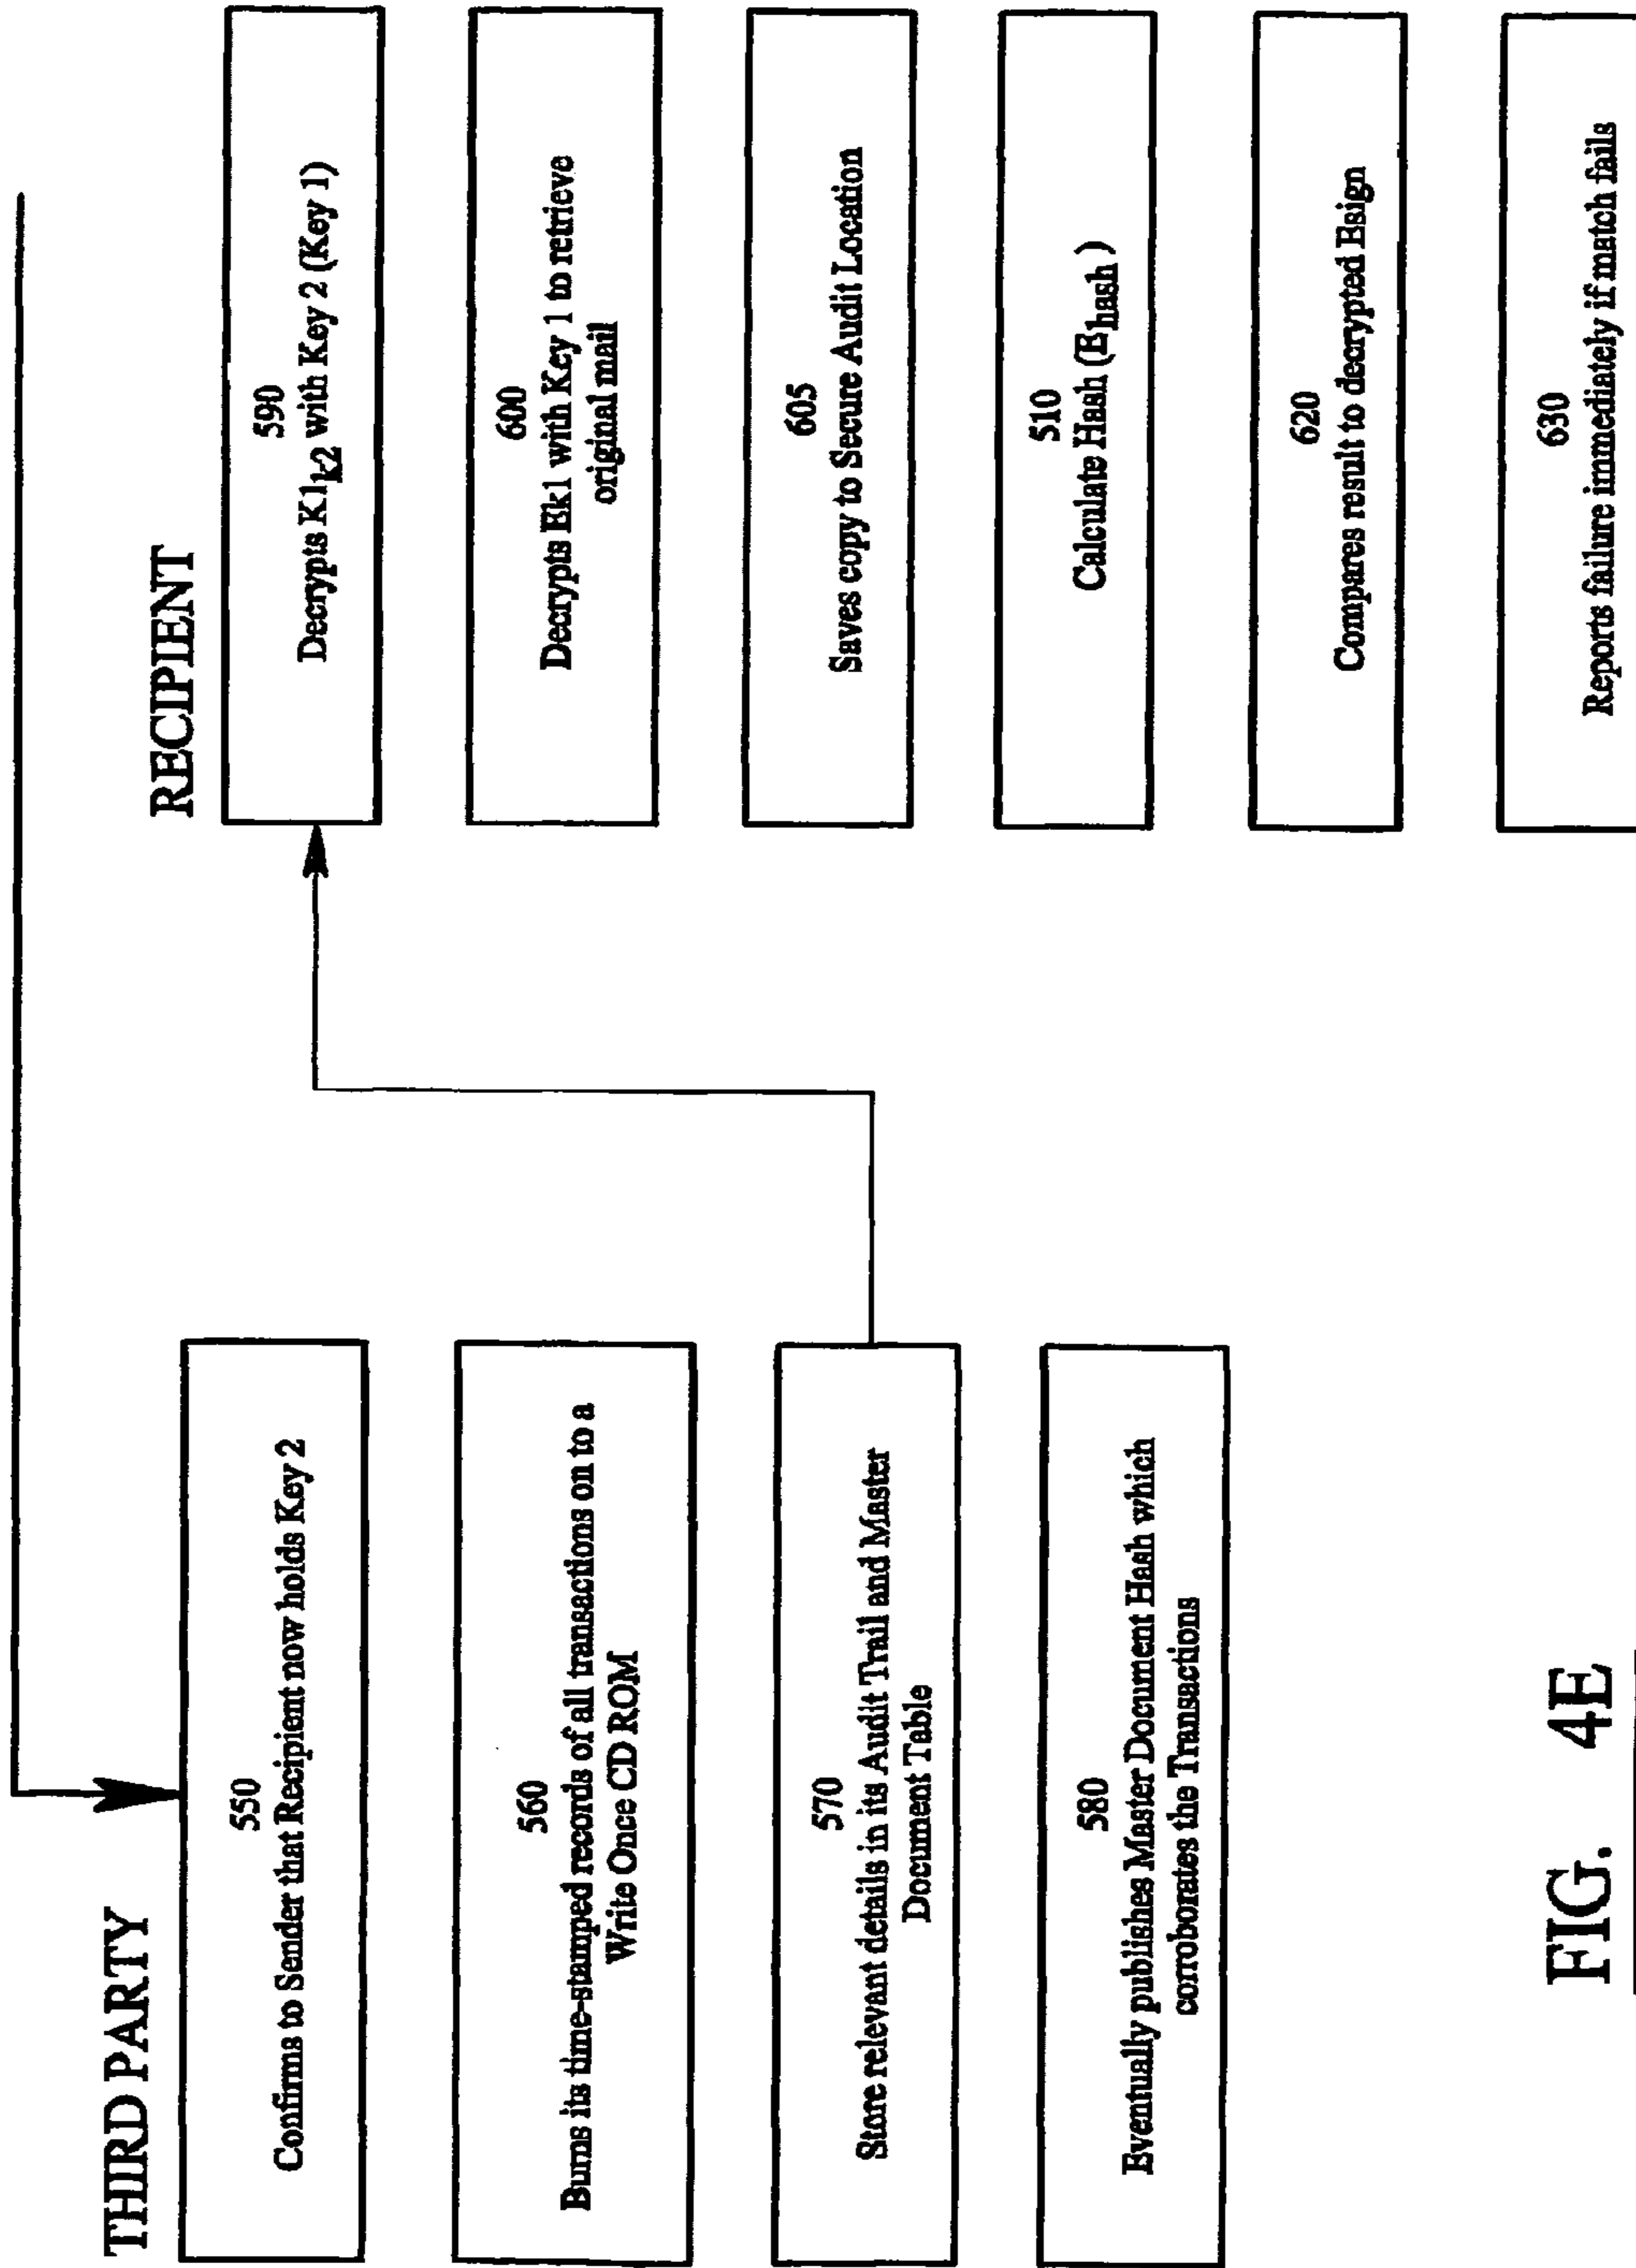 THIRD PARTY
550
Confirms to Sender that Recipient now holds Key 2
560
Burns its time-stamped records of all transactions on to a
Write Once CD ROM
570
Store relevant details in its Audit Trail and Master
Document Table
580
Eventually publishes Master Document Hash which
corroborates the Transactions
RECIPIENT
590
Decrypts K1k2 with Key 2 (Key 1)
600
Decrypts Ek1 with Key 1 to retrieve
original mail
605
Saves copy to Secure Audit Location
510
Calculate Hash (Ehash)
620
Compares result to decrypted Esign
630
Reports failure immediately if match fails
FIG. 4E